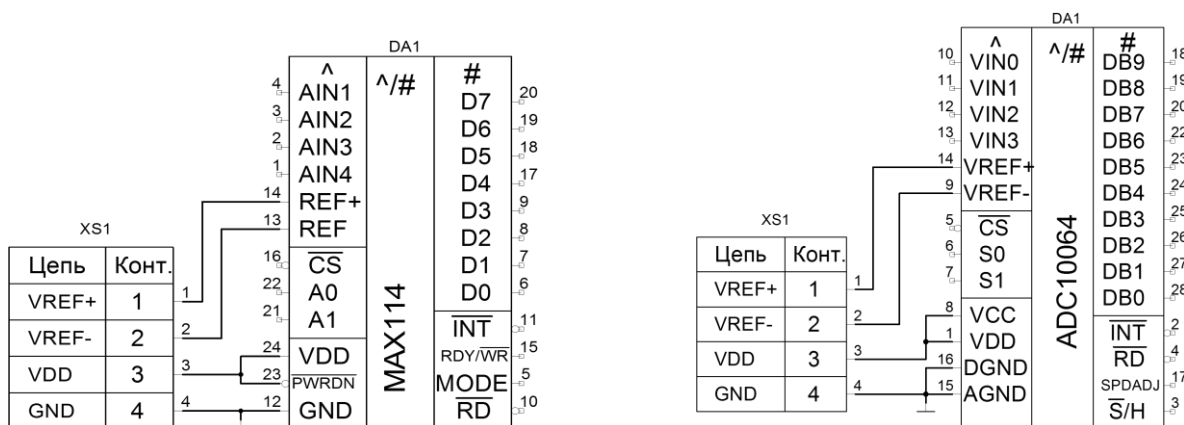 DA1
^ ^/# #
4 AIN1 D7 20
3 AIN2 D6 19
2 AIN3 D5 18
1 AIN4 D4 17
14 REF+ D3 9
13 REF D2 8
16 CS D1 7
22 A0 D0 6
21 A1 INT 11
24 VDD RDY/WR 15
23 PWRDN MODE 5
12 GND RD 10
MAX114
XS1
Цепь Конт.
VREF+ 1 1
VREF- 2 2
VDD 3 3
GND 4 4
DA1
^ ^/# #
10 VIN0 DB9 18
11 VIN1 DB8 19
12 VIN2 DB7 20
13 VIN3 DB6 22
14 VREF+ DB5 23
9 VREF- DB4 24
5 CS DB3 25
6 S0 DB2 26
7 S1 DB1 27
DB0 28
8 VCC INT 2
1 VDD RD 4
16 DGND SPDADJ 17
15 AGND S/H 3
ADC10064
XS1
Цепь Конт.
VREF+ 1 1
VREF- 2 2
VDD 3 3
GND 4 4